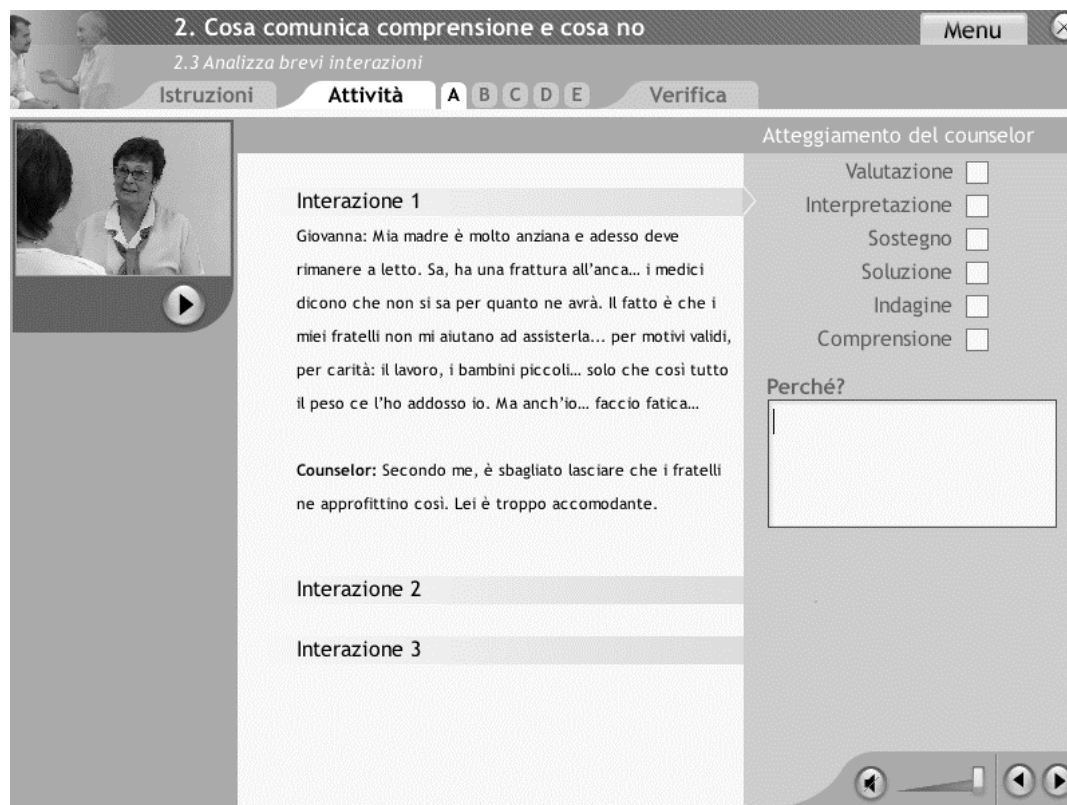 2. Cosa comunica comprensione e cosa no
Menu
2.3 Analizza brevi interazioni
Istruzioni Attività A B C D E Verifica
Atteggiamento del counselor
Valutazione
Interpretazione
Sostegno
Soluzione
Indagine
Comprensione
Perché?
Interazione 1
Giovanna: Mia madre è molto anziana e adesso deve
rimanere a letto. Sa, ha una frattura all'anca… i medici
dicono che non si sa per quanto ne avrà. Il fatto è che i
miei fratelli non mi aiutano ad assisterla... per motivi validi,
per carità: il lavoro, i bambini piccoli… solo che così tutto
il peso ce l'ho addosso io. Ma anch'io… faccio fatica…
Counselor: Secondo me, è sbagliato lasciare che i fratelli
ne approfittino così. Lei è troppo accomodante.
Interazione 2
Interazione 3